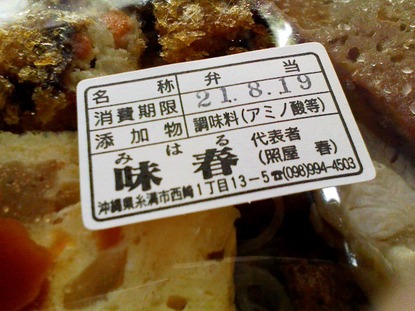 名称 弁当
消費期限 21.8.19
添加物 調味料(アミノ酸等)
みはる
味春 代表者
(照屋 春)
沖縄県糸満市西崎1丁目13-5☎(098)994-4503